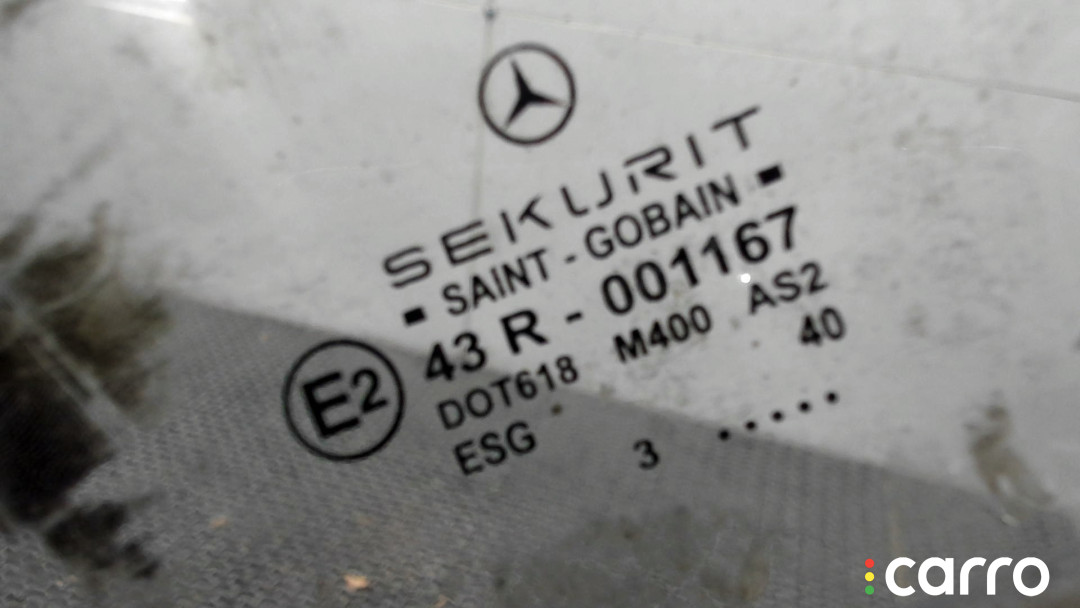 SEKURIT
▪ SAINT - GOBAIN ▪
43 R - 001167
E2
DOT618 M400 AS2
ESG 40
3 .....
carro